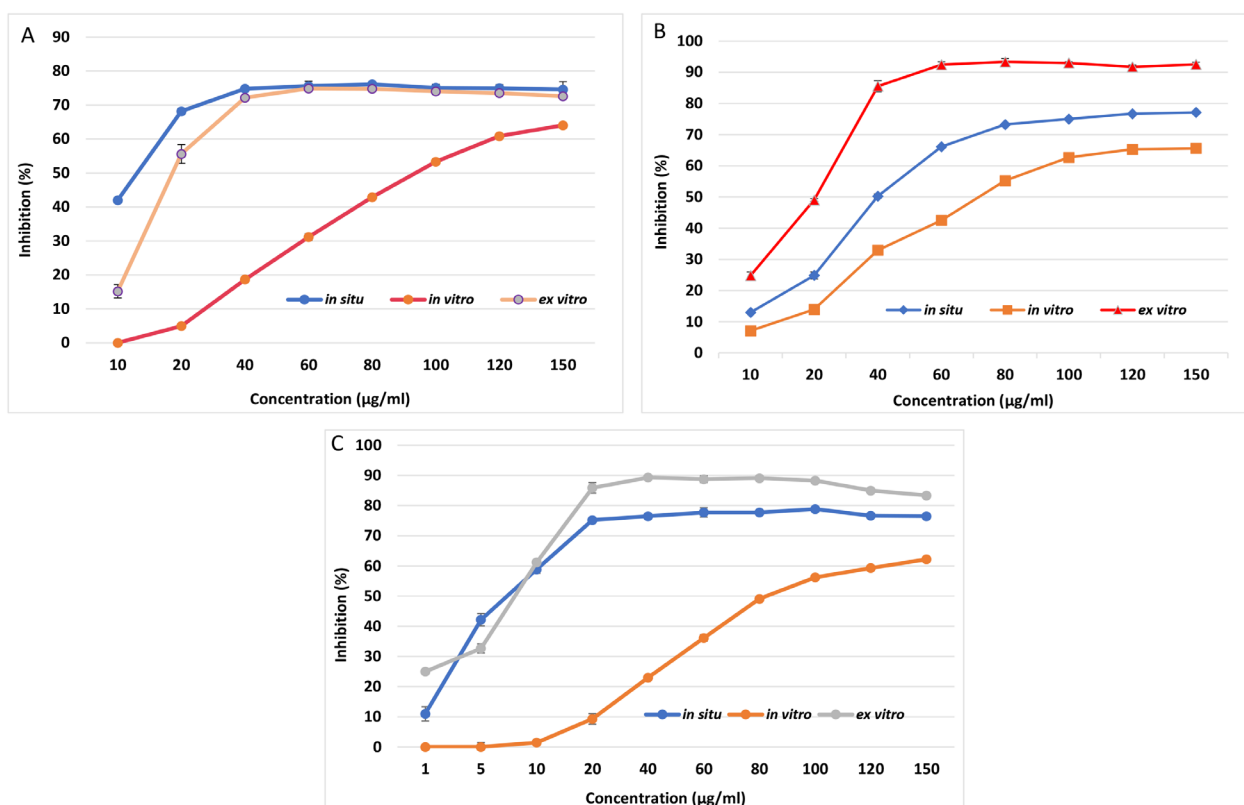 A
90
80
70
60
50
40
30
20
10
0
Inhibition (%)
in situ in vitro ex vitro
10 20 40 60 80 100 120 150
Concentration (µg/ml)
B
100
90
80
70
60
50
40
30
20
10
0
Inhibition (%)
in situ in vitro ex vitro
10 20 40 60 80 100 120 150
Concentration (µg/ml)
C
100
90
80
70
60
50
40
30
20
10
0
Inhibition (%)
in situ in vitro ex vitro
1 5 10 20 40 60 80 100 120 150
Concentration (µg/ml)